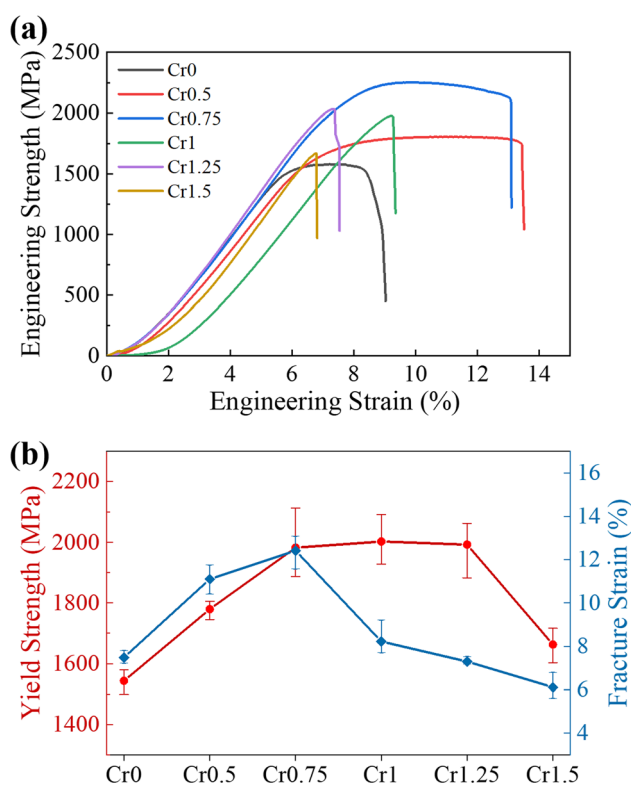 (a)
Engineering Strength (MPa)
2500
2000
1500
1000
500
0
Cr0
Cr0.5
Cr0.75
Cr1
Cr1.25
Cr1.5
0 2 4 6 8 10 12 14
Engineering Strain (%)
(b)
Yield Strength (MPa)
2200
2000
1800
1600
1400
16
14
12
10
8
6
4
Fracture Strain (%)
Cr0 Cr0.5 Cr0.75 Cr1 Cr1.25 Cr1.5